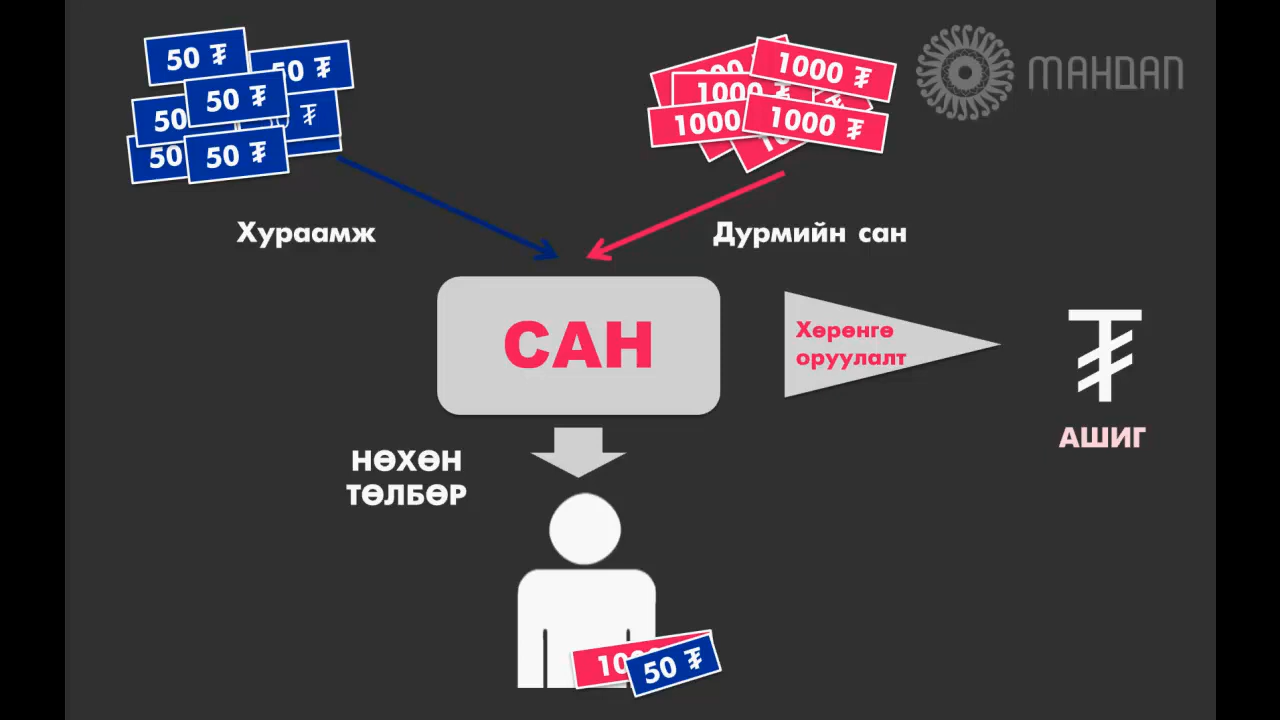 50 ₮
50 ₮
50 ₮
50
₮
50
50 ₮
1000 ₮
1000 ₮
1000
1000 ₮
МАНДАЛ
Хураамж
Дурмийн сан
САН
Хөрөнгө
оруулалт
₮
АШИГ
НӨХӨН
ТӨЛБӨР
50 ₮